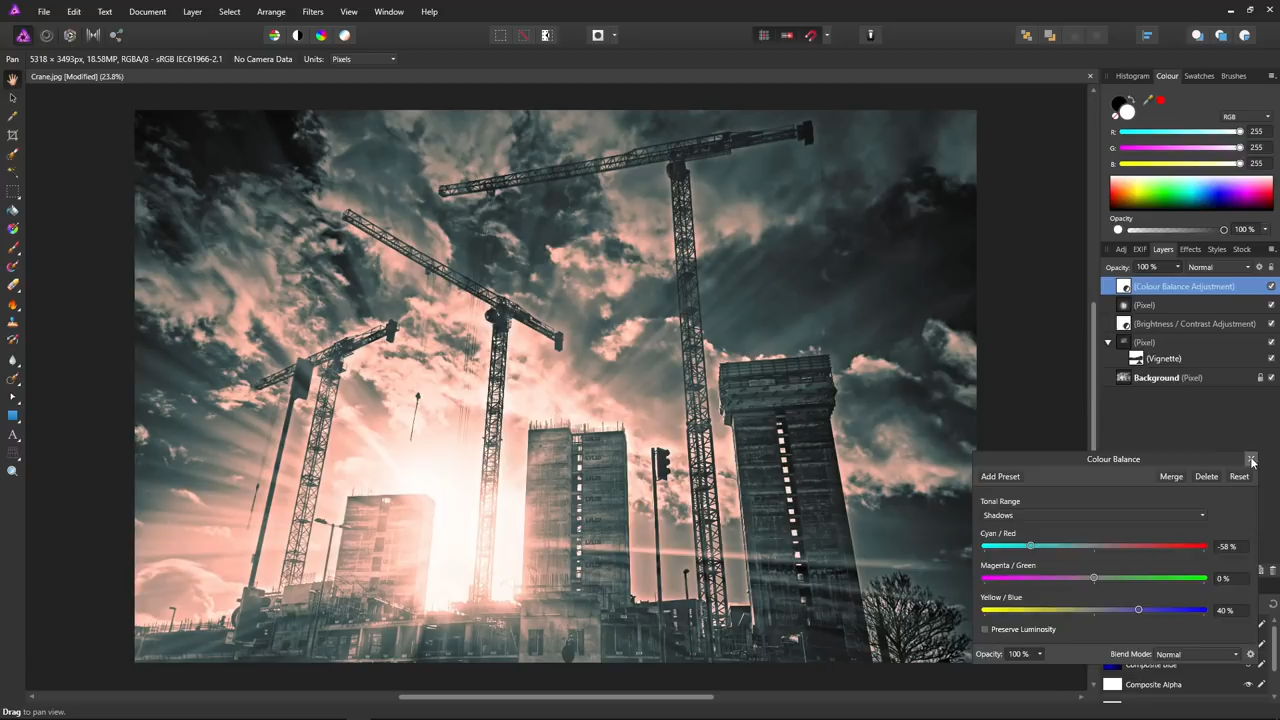 File Edit Text Document Layer Select Arrange Filters View Window Help
Pan 5318 × 3493px, 18.58MP, RGBA/8 - sRGB IEC61966-2.1 No Camera Data Units: Pixels
Crane.jpg [Modified] (23.8%)
Histogram Colour Swatches Brushes
RGB
R: 255
G: 255
B: 255
Opacity
100 %
Adj EXIF Layers Effects Styles Stock
Opacity: 100 % Normal
(Colour Balance Adjustment)
(Pixel)
(Brightness / Contrast Adjustment)
(Pixel)
(Vignette)
Background (Pixel)
Colour Balance
Add Preset Merge Delete Reset
Tonal Range
Shadows
Cyan / Red
-58 %
Magenta / Green
0 %
Yellow / Blue
40 %
Preserve Luminosity
Opacity: 100 % Blend Mode: Normal
Composite Alpha
Drag to pan view.